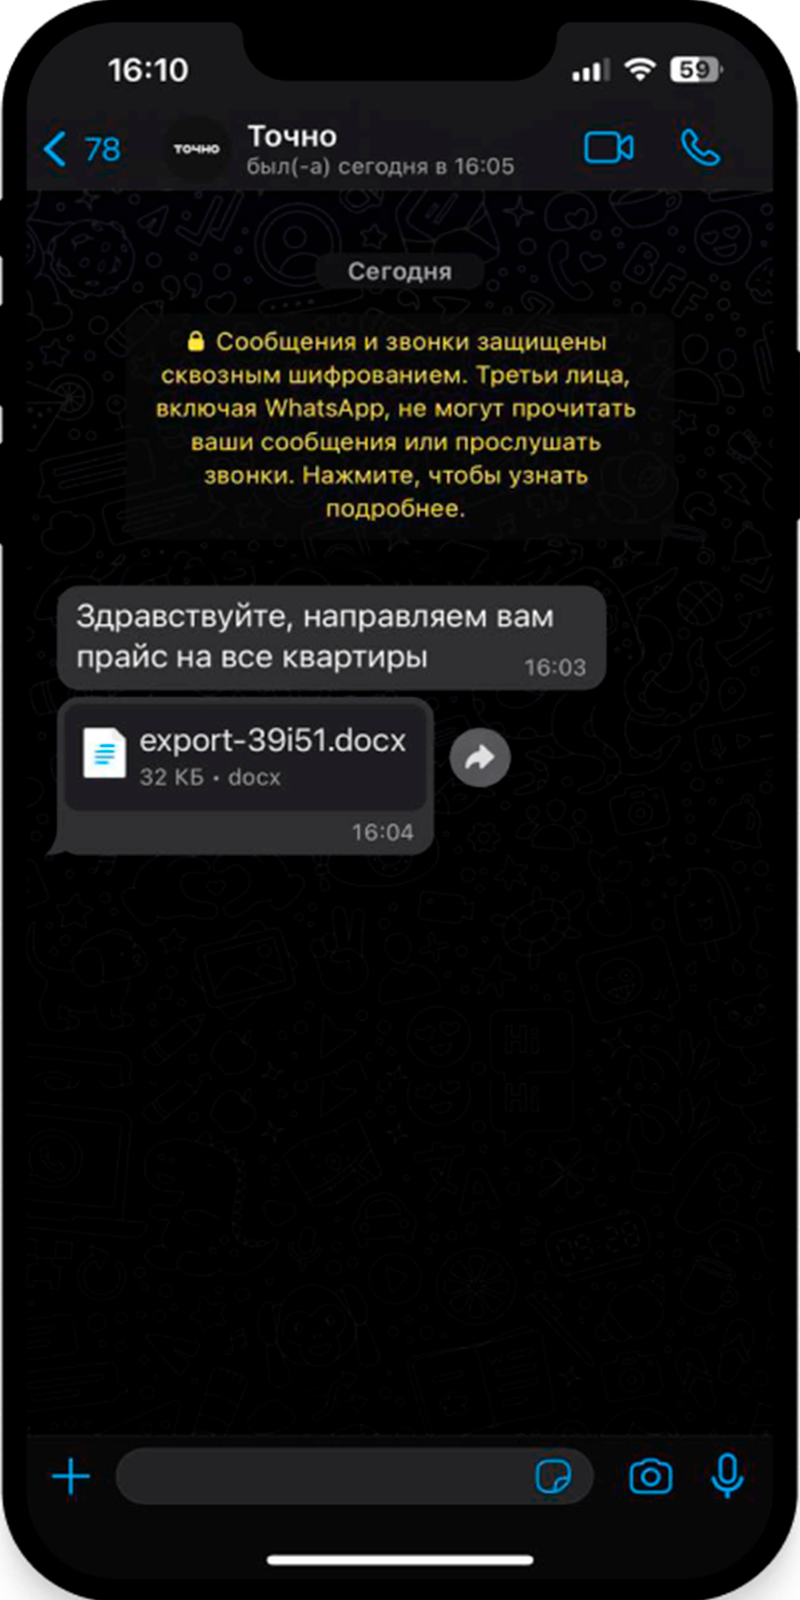 16:10
59
78
ТОЧНО
Точно
был(-а) сегодня в 16:05
Сегодня
Сообщения и звонки защищены
сквозным шифрованием. Третьи лица,
включая WhatsApp, не могут прочитать
ваши сообщения или прослушать
звонки. Нажмите, чтобы узнать
подробнее.
Здравствуйте, направляем вам
прайс на все квартиры
16:03
export-39i51.docx
32 КБ • docx
16:04